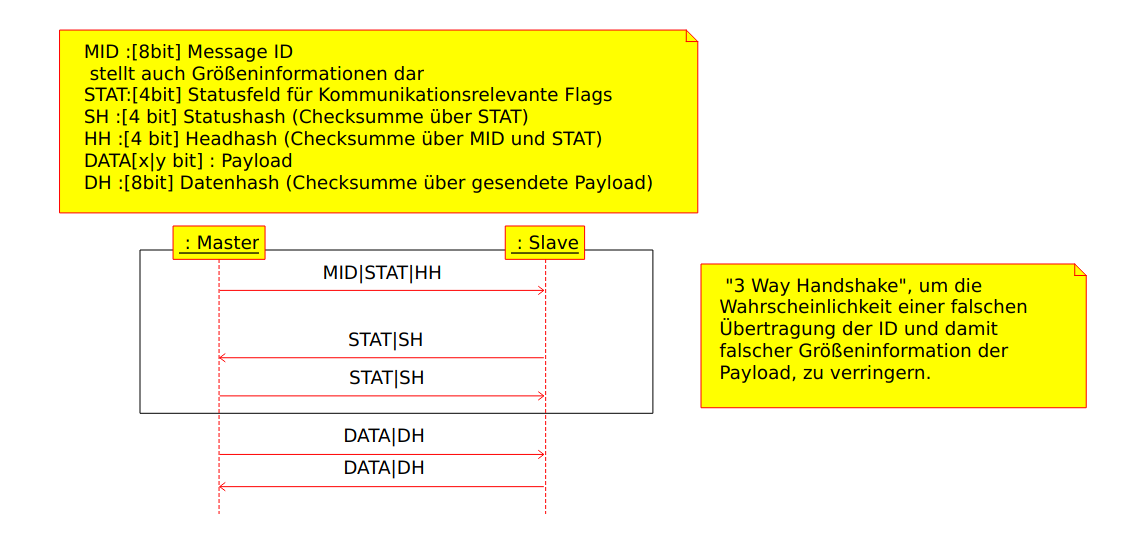 MID :[8bit] Message ID
stellt auch Größeninformationen dar
STAT:[4bit] Statusfeld für Kommunikationsrelevante Flags
SH :[4 bit] Statushash (Checksumme über STAT)
HH :[4 bit] Headhash (Checksumme über MID und STAT)
DATA[x|y bit] : Payload
DH :[8bit] Datenhash (Checksumme über gesendete Payload)
: Master
: Slave
MID|STAT|HH
STAT|SH
STAT|SH
DATA|DH
DATA|DH
"3 Way Handshake", um die
Wahrscheinlichkeit einer falschen
Übertragung der ID und damit
falscher Größeninformation der
Payload, zu verringern.